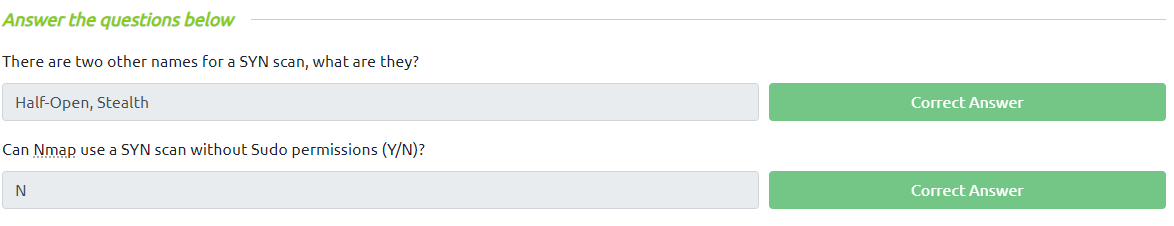 Answer the questions below
There are two other names for a SYN scan, what are they?
Half-Open, Stealth
Correct Answer
Can Nmap use a SYN scan without Sudo permissions (Y/N)?
N
Correct Answer